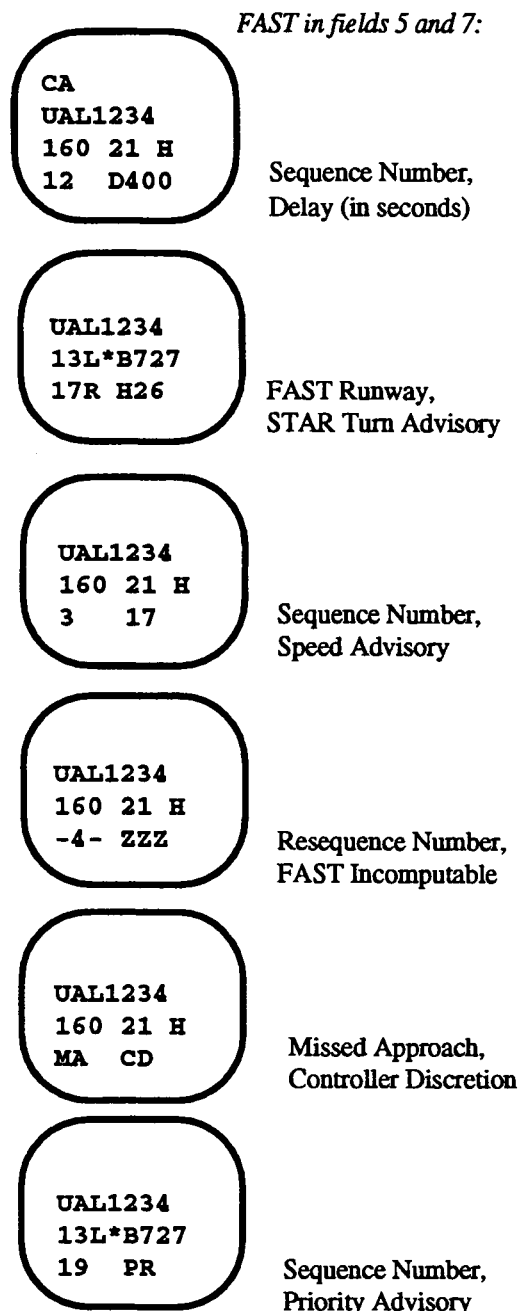 FAST in fields 5 and 7:
CA
UAL1234
160 21 H
12 D400
Sequence Number,
Delay (in seconds)
UAL1234
13L*B727
17R H26
FAST Runway,
STAR Turn Advisory
UAL1234
160 21 H
3 17
Sequence Number,
Speed Advisory
UAL1234
160 21 H
-4- ZZZ
Resequence Number,
FAST Incomputable
UAL1234
160 21 H
MA CD
Missed Approach,
Controller Discretion
UAL1234
13L*B727
19 PR
Sequence Number,
Priority Advisory